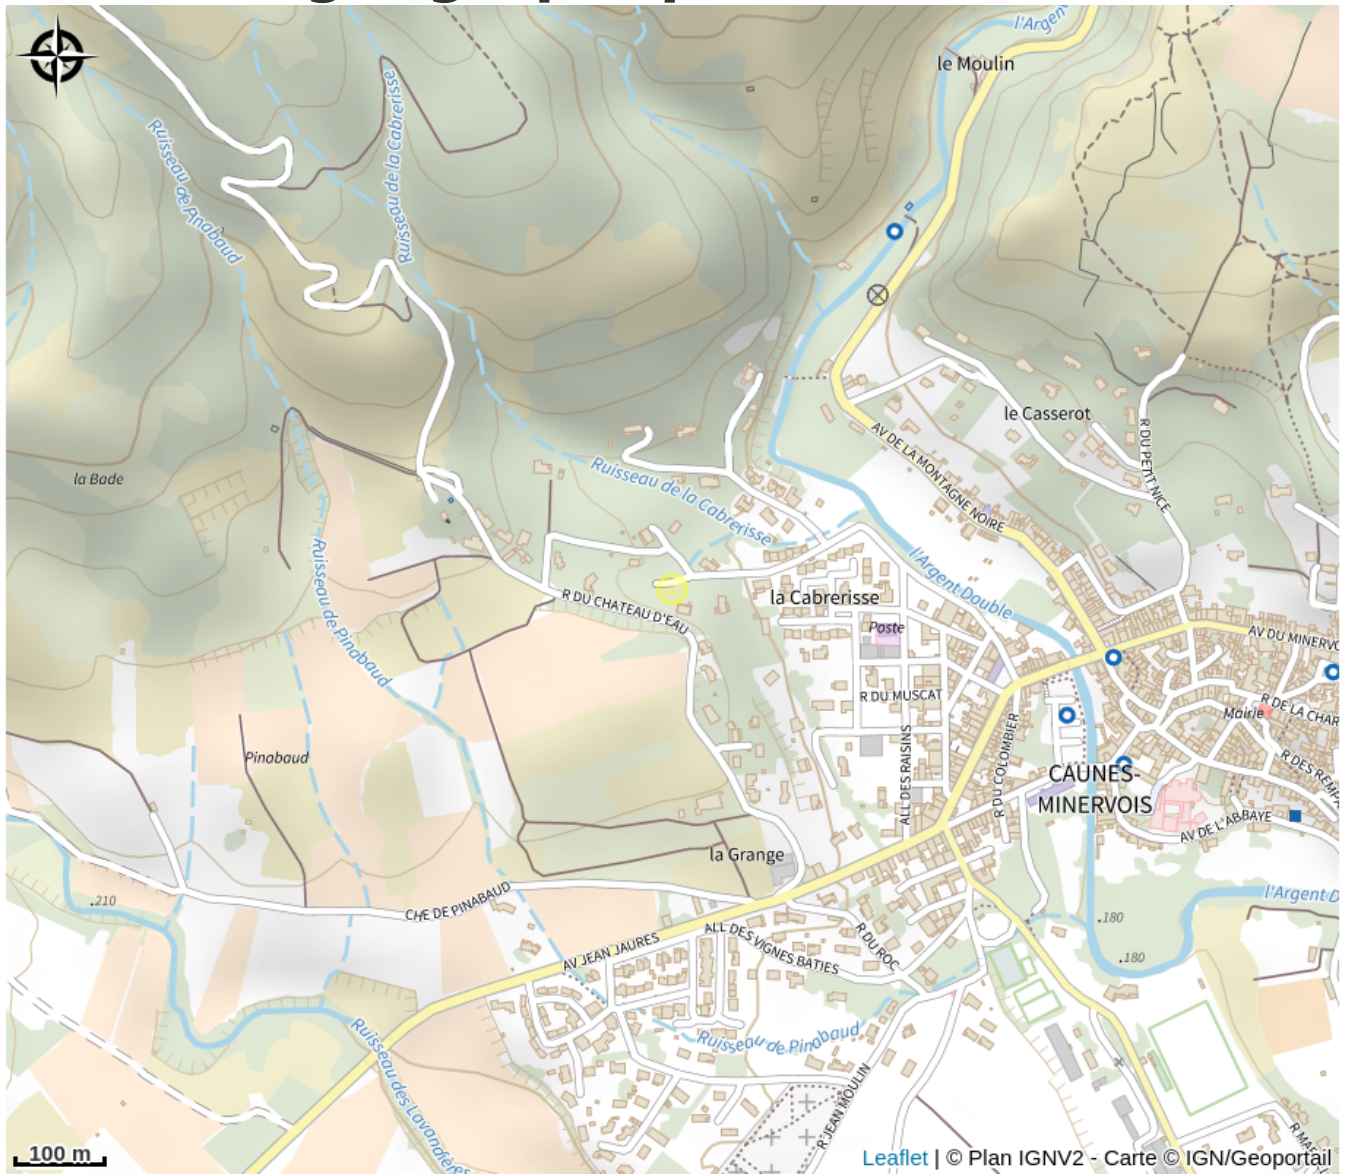 l'Argen
le Moulin
Ruisseau de la Cabrerisse
Ruisseau de Anabaud
le Casserot
AV DE LA MONTAGNE NOIRE
R DU PETIT NICE
la Bade
Ruisseau de la Cabrerisse
l'Argent Double
Ruisseau de Pinabaud
R DU CHATEAU D'EAU
la Cabrerisse
Poste
AV DU MINERVO
R DU MUSCAT
R DE LA CHAR
Mairie
ALL DES RAISINS
R DU COLOMBIER
R DES REMPA
Pinabaud
CAUNES-
MINERVOIS
AV DE L'ABBAYE
la Grange
l'Argent D
.210
CHE DE PINABAUD
.180
.180
AV JEAN JAURES
ALL DES VIGNES BATIES
R DU ROC
Ruisseau de Pinabaud
Ruisseau des Lavandières
R JEAN MOULIN
R MA
100 m
Leaflet | © Plan IGNV2 - Carte © IGN/Geoportail